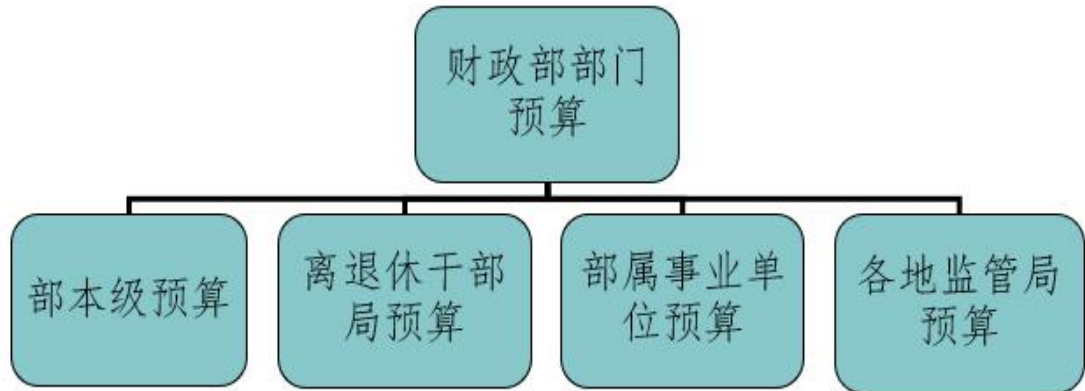 财政部部门
预算
部本级预算
离退休干部
局预算
部属事业单
位预算
各地监管局
预算